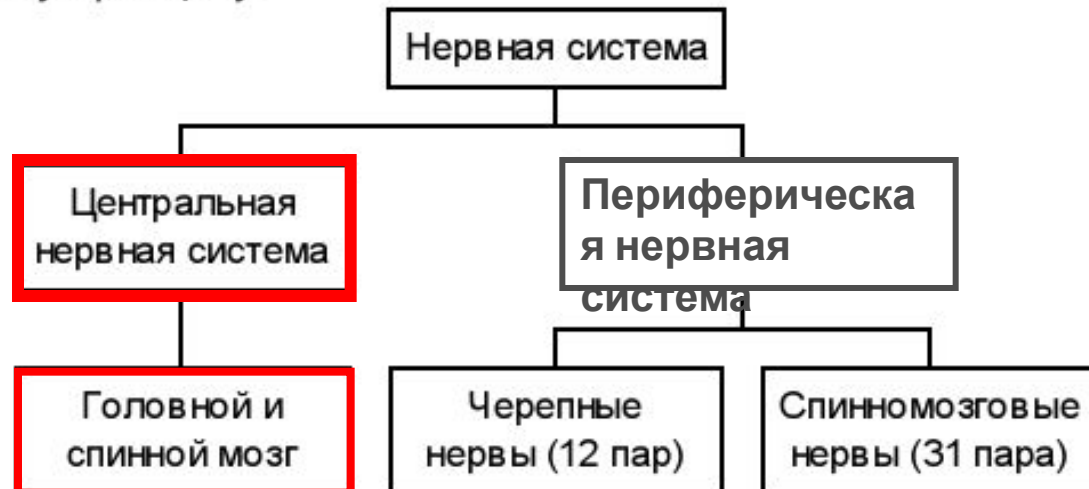 Нервная система
Центральная
нервная система
Периферическа
я нервная
система
Головной и
спинной мозг
Черепные
нервы (12 пар)
Спинномозговые
нервы (31 пара)